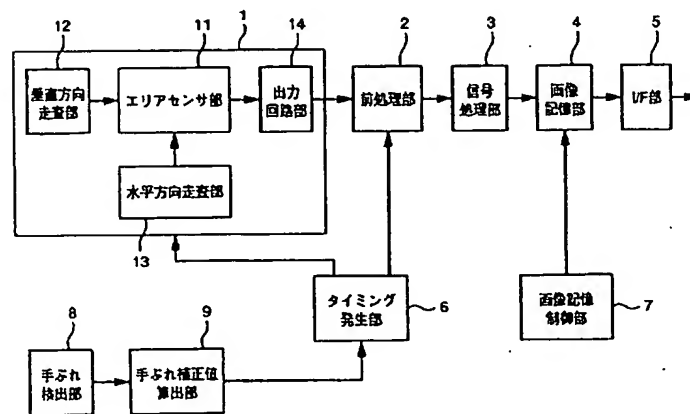 1
12
11
14
2
3
4
5
垂直方向
走査部
エリアセンサ部
出力
回路部
前処理部
信号
処理部
画像
記憶部
I/F部
水平方向走査部
13
タイミング
発生部
6
画像記憶
制御部
7
8
9
手ぶれ
検出部
手ぶれ補正値
算出部